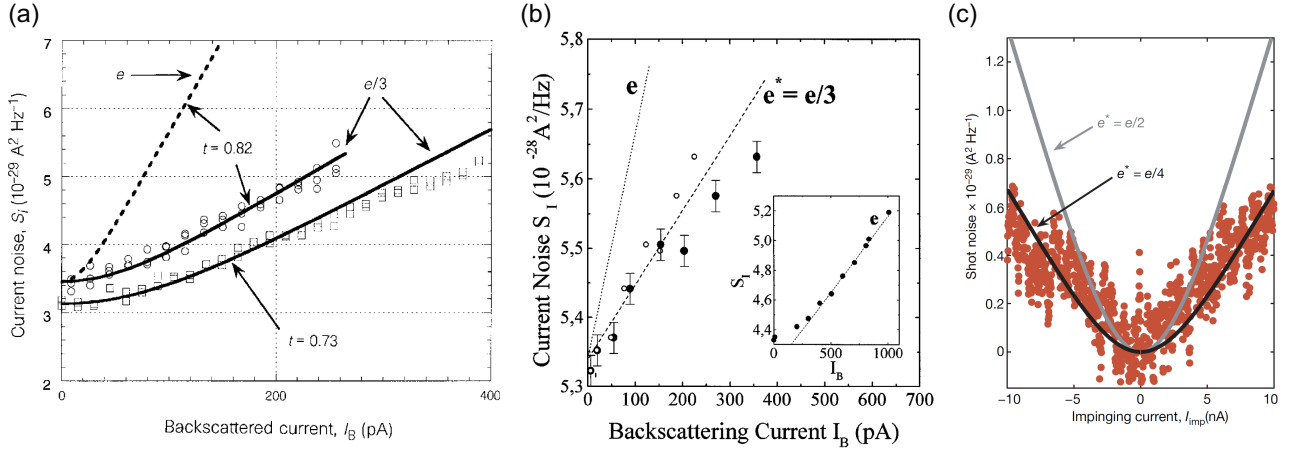 (a)
7
6
5
4
3
2
0
200
400
Current noise, S_I (10⁻²⁹ A² Hz⁻¹)
Backscattered current, I_B (pA)
e
e/3
t = 0.82
t = 0.73
(b)
5,8
5,7
5,6
5,5
5,4
5,3
0
100
200
300
400
500
600
700
Current Noise S_I (10⁻²⁸ A²/Hz)
Backscattering Current I_B (pA)
e
e* = e/3
5,2
5,0
4,8
4,6
4,4
0
500
1000
S_I
I_B
e
(c)
1.2
1.0
0.8
0.6
0.4
0.2
0
−10
−5
0
5
10
Shot noise × 10⁻²⁹ (A² Hz⁻¹)
Impinging current, I_imp(nA)
e* = e/2
e* = e/4